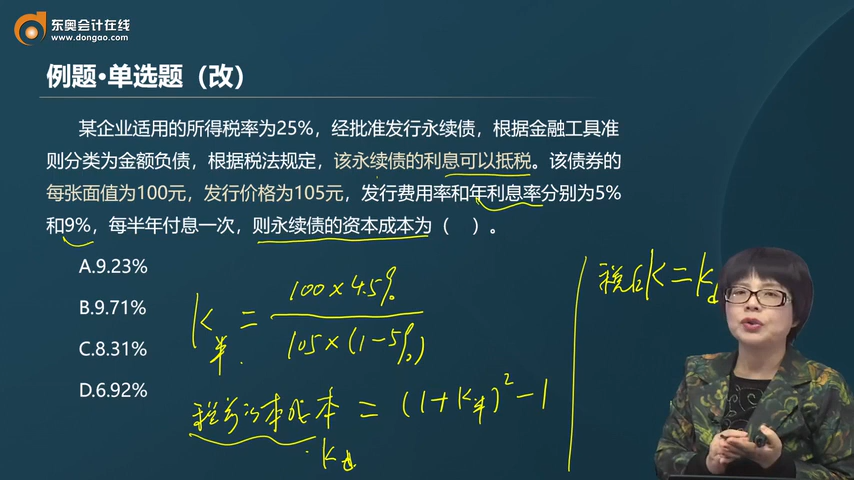 东奥会计在线
www.dongao.com
例题·单选题（改）
某企业适用的所得税率为25%，经批准发行永续债，根据金融工具准
则分类为金额负债，根据税法规定，该永续债的利息可以抵税。该债券的
每张面值为100元，发行价格为105元，发行费用率和年利息率分别为5%
和9%，每半年付息一次，则永续债的资本成本为（　）。
A.9.23%
B.9.71%
C.8.31%
D.6.92%
K半 = 100×4.5% / 105×(1-5%)
税前资本成本 = (1+K半)²-1
Kd
税后K=Kd